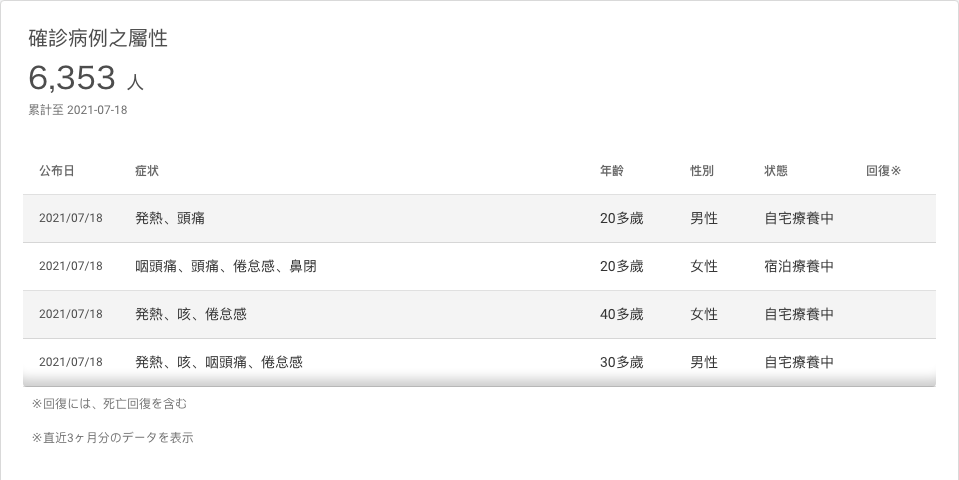 確診病例之屬性
6,353 人
累計至 2021-07-18
公布日 症状 年齡 性別 状態 回復※
2021/07/18 発熱、頭痛 20多歲 男性 自宅療養中
2021/07/18 咽頭痛、頭痛、倦怠感、鼻閉 20多歲 女性 宿泊療養中
2021/07/18 発熱、咳、倦怠感 40多歲 女性 自宅療養中
2021/07/18 発熱、咳、咽頭痛、倦怠感 30多歲 男性 自宅療養中
※回復には、死亡回復を含む
※直近3ヶ月分のデータを表示